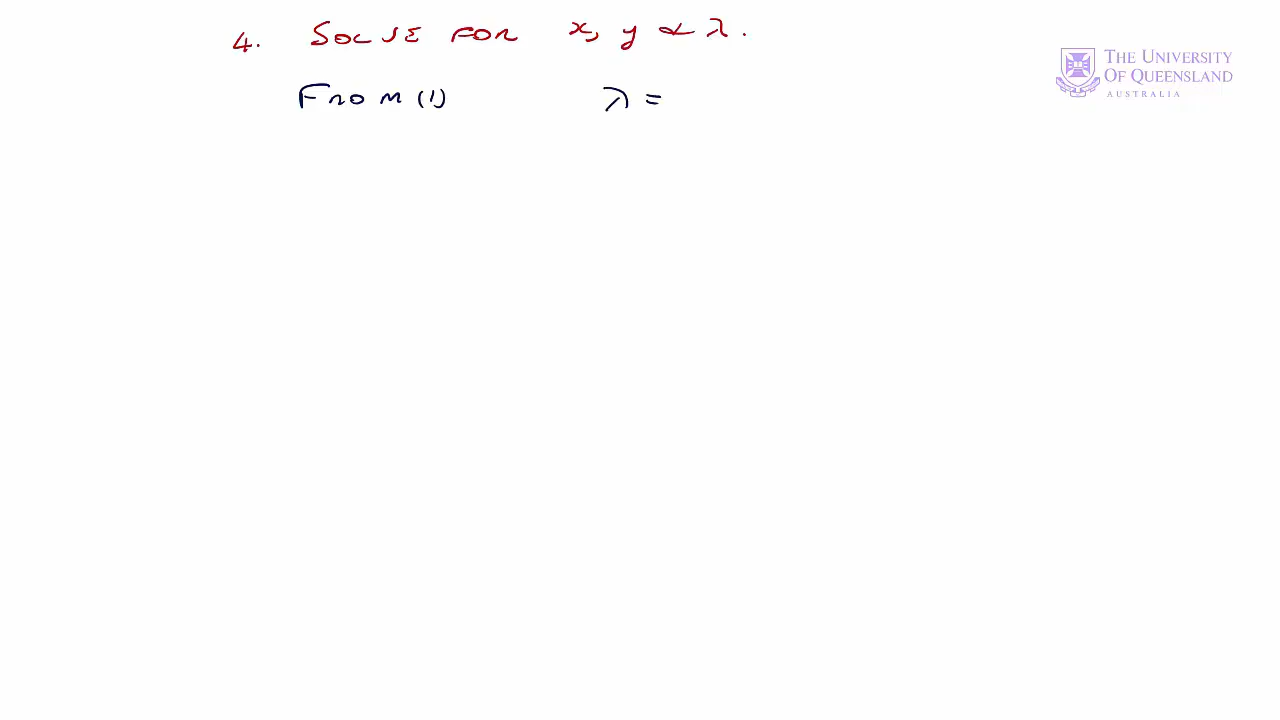 4. SOLVE FOR x, y & λ.
THE UNIVERSITY
OF QUEENSLAND
AUSTRALIA
FROM (1) λ =